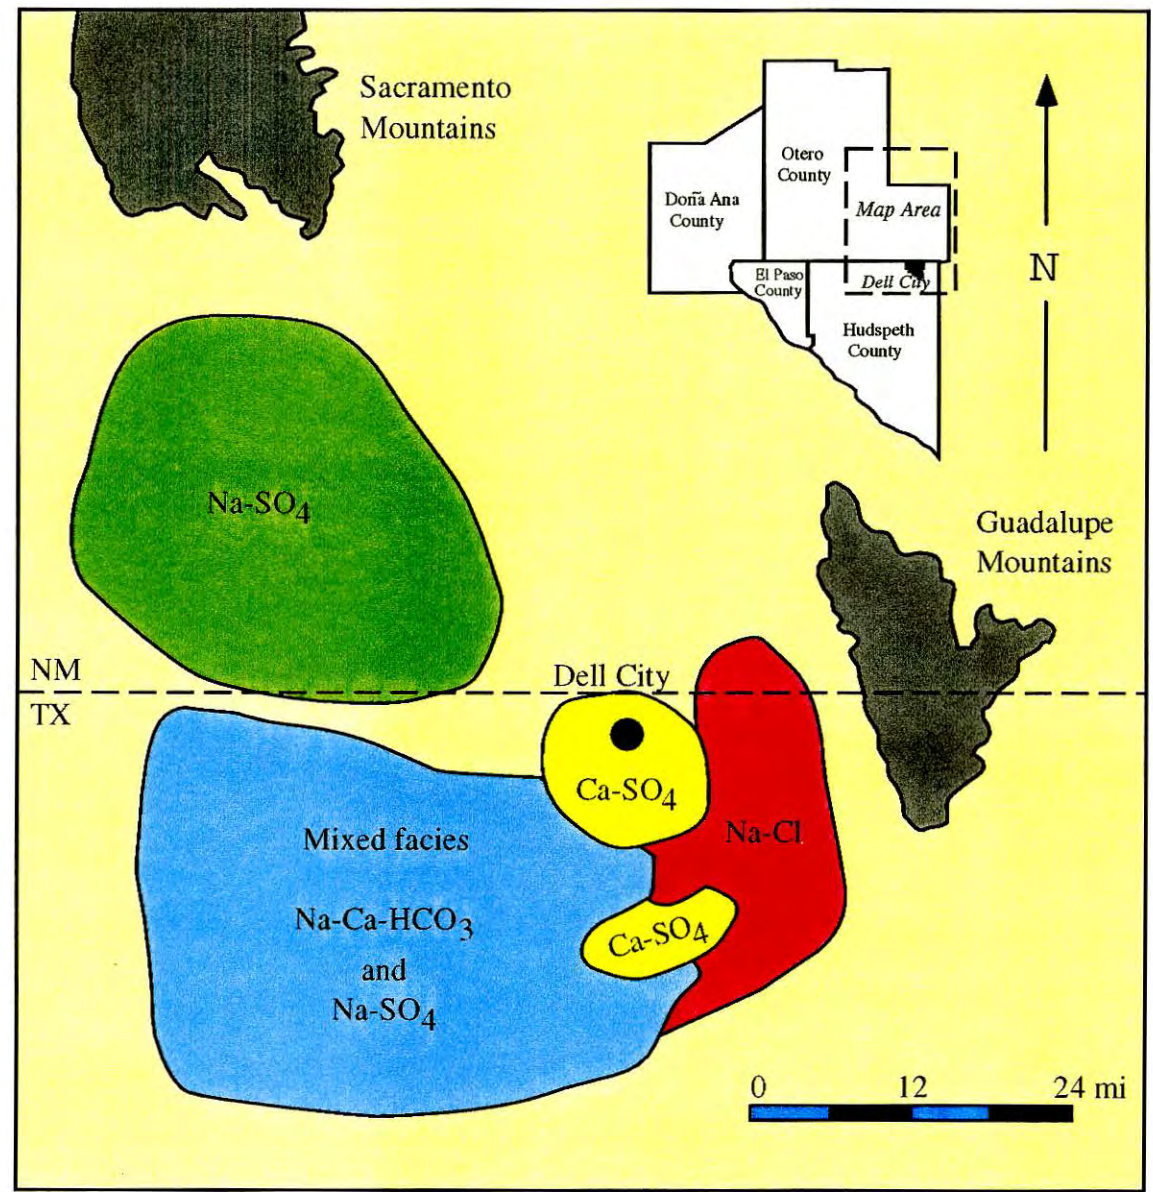 Sacramento
Mountains
Otero
County
Doña Ana
County
Map Area
El Paso
County
Dell City
Hudspeth
County
N
Na-SO4
Guadalupe
Mountains
NM
TX
Dell City
Ca-SO4
Na-Cl
Mixed facies
Na-Ca-HCO3
and
Na-SO4
Ca-SO4
0 12 24 mi